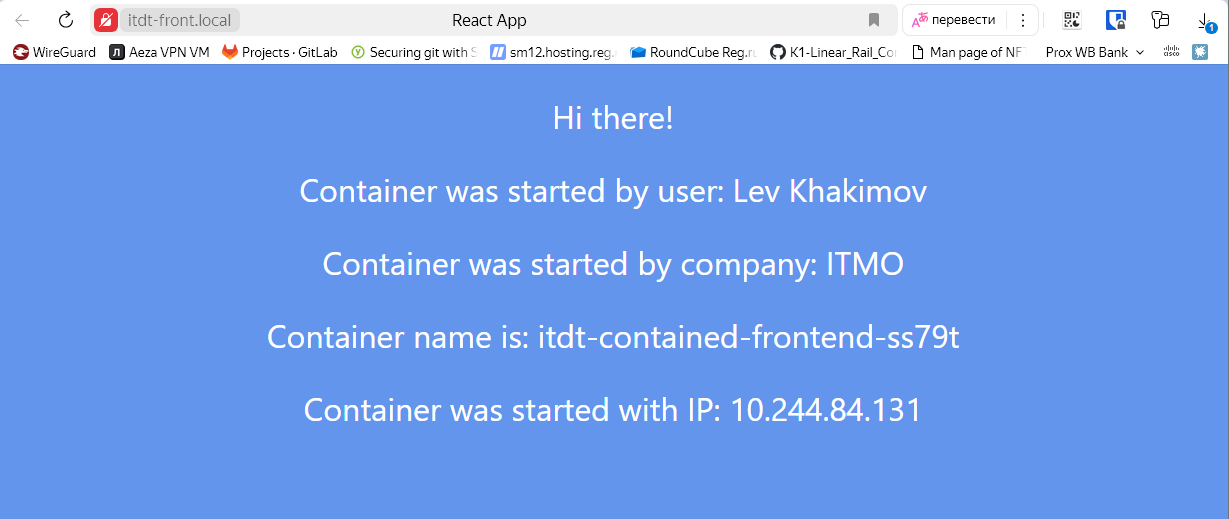 itdt-front.local React App перевести
1
WireGuard Aeza VPN VM Projects · GitLab Securing git with sm12.hosting.reg. RoundCube Reg.r K1-Linear_Rail_Co Man page of NF Prox WB Bank
Hi there!
Container was started by user: Lev Khakimov
Container was started by company: ITMO
Container name is: itdt-contained-frontend-ss79t
Container was started with IP: 10.244.84.131